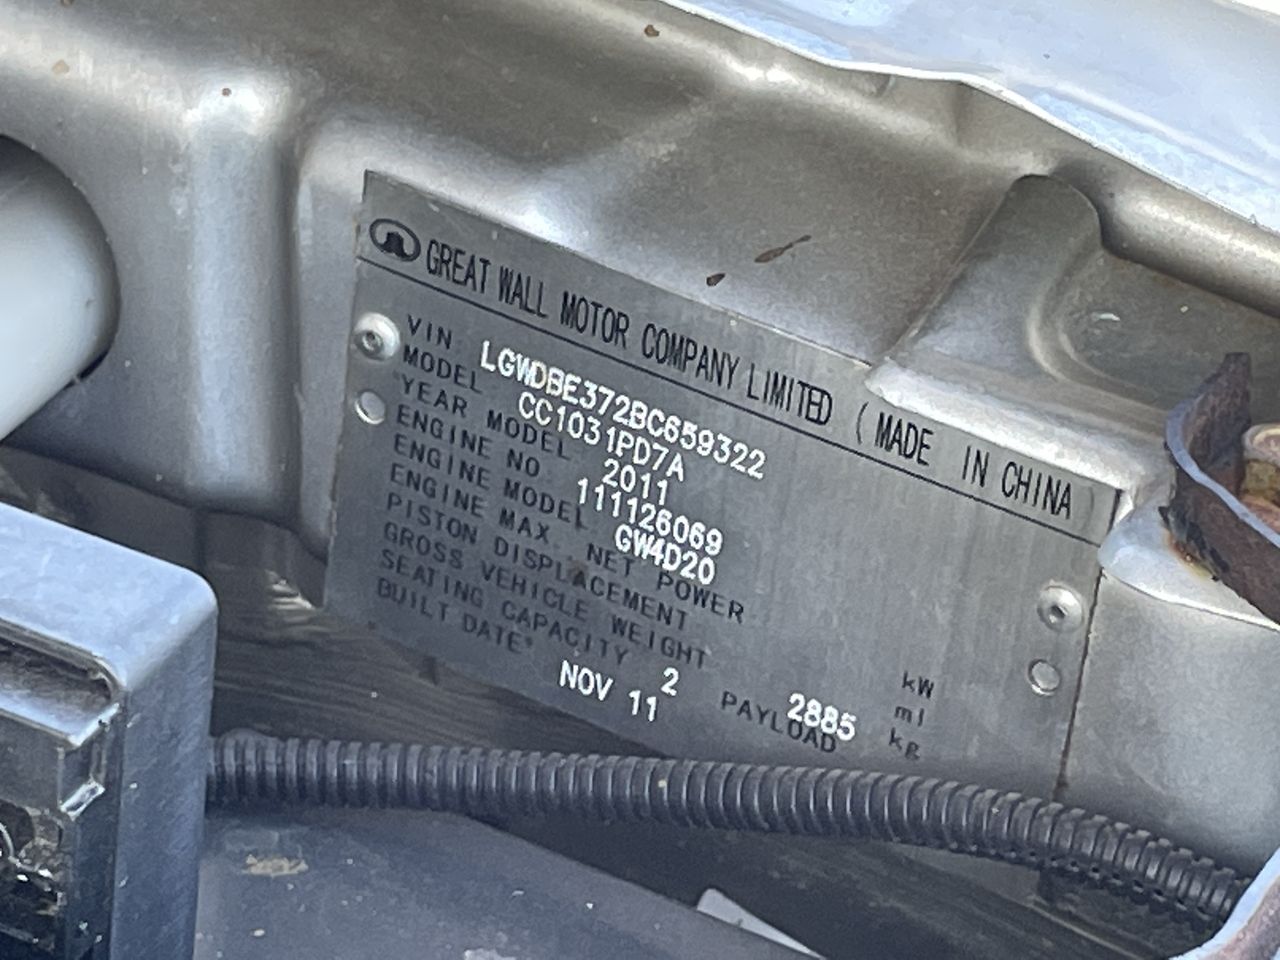 GREAT WALL MOTOR COMPANY LIMITED (MADE IN CHINA)
VIN LGWDBE372BC659322
MODEL CC1031PD7A
YEAR MODEL 2011
ENGINE NO 111126069
ENGINE MODEL GW4D20
ENGINE MAX. NET POWER kW
PISTON DISPLACEMENT ml
GROSS VEHICLE WEIGHT 2885 kg
SEATING CAPACITY 2 PAYLOAD
BUILT DATE NOV 11